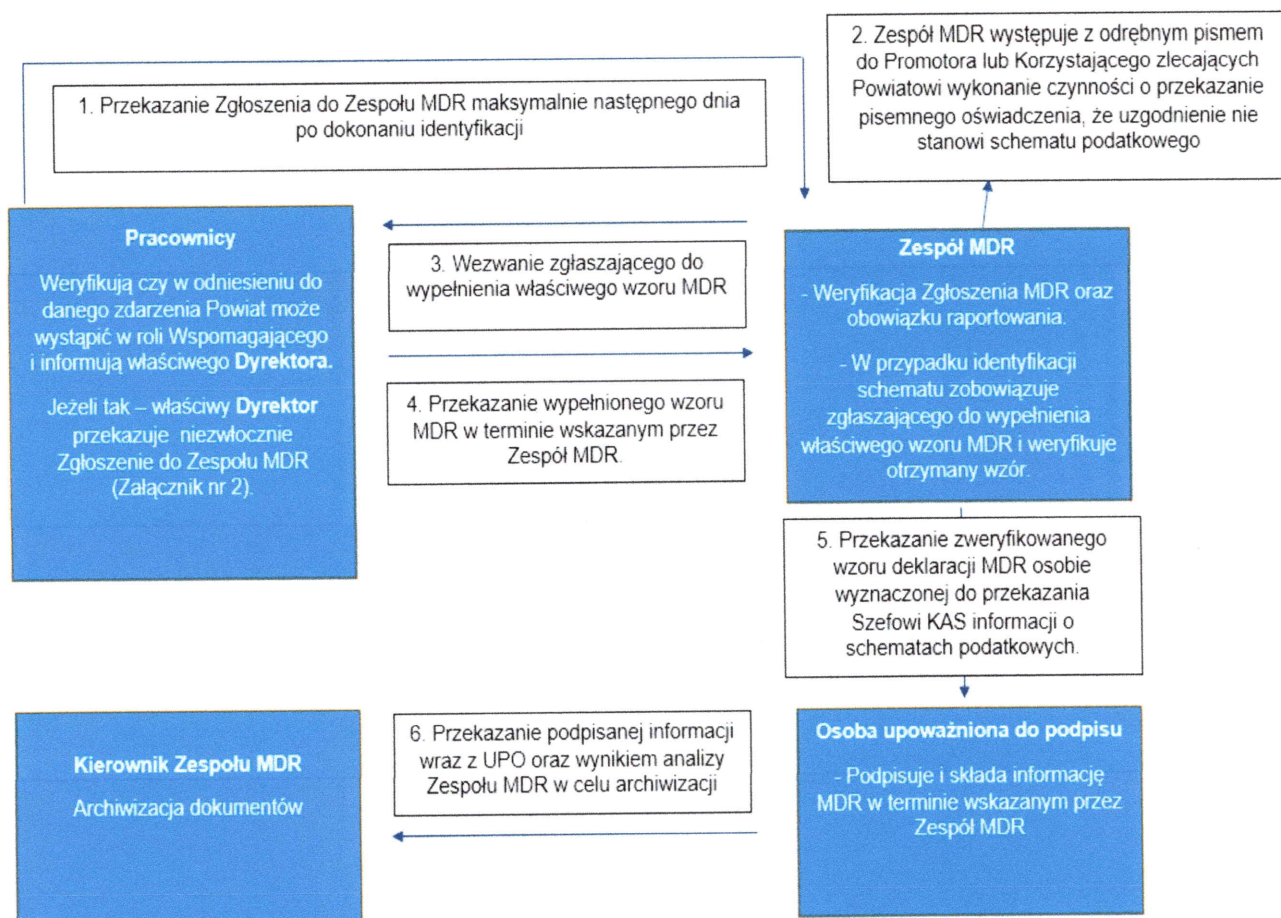 1. Przekazanie Zgłoszenia do Zespołu MDR maksymalnie następnego dnia
po dokonaniu identyfikacji
2. Zespół MDR występuje z odrębnym pismem
do Promotora lub Korzystającego zlecających
Powiatowi wykonanie czynności o przekazanie
pisemnego oświadczenia, że uzgodnienie nie
stanowi schematu podatkowego
Pracownicy
Weryfikują czy w odniesieniu do
danego zdarzenia Powiat może
wystąpić w roli Wspomagającego
i informują właściwego Dyrektora.
Jeżeli tak – właściwy Dyrektor
przekazuje niezwłocznie
Zgłoszenie do Zespołu MDR
(Załącznik nr 2).
3. Wezwanie zgłaszającego do
wypełnienia właściwego wzoru MDR
4. Przekazanie wypełnionego wzoru
MDR w terminie wskazanym przez
Zespół MDR.
Zespół MDR
- Weryfikacja Zgłoszenia MDR oraz
obowiązku raportowania.
- W przypadku identyfikacji
schematu zobowiązuje
zgłaszającego do wypełnienia
właściwego wzoru MDR i weryfikuje
otrzymany wzór.
5. Przekazanie zweryfikowanego
wzoru deklaracji MDR osobie
wyznaczonej do przekazania
Szefowi KAS informacji o
schematach podatkowych.
Kierownik Zespołu MDR
Archiwizacja dokumentów
6. Przekazanie podpisanej informacji
wraz z UPO oraz wynikiem analizy
Zespołu MDR w celu archiwizacji
Osoba upoważniona do podpisu
- Podpisuje i składa informację
MDR w terminie wskazanym przez
Zespół MDR